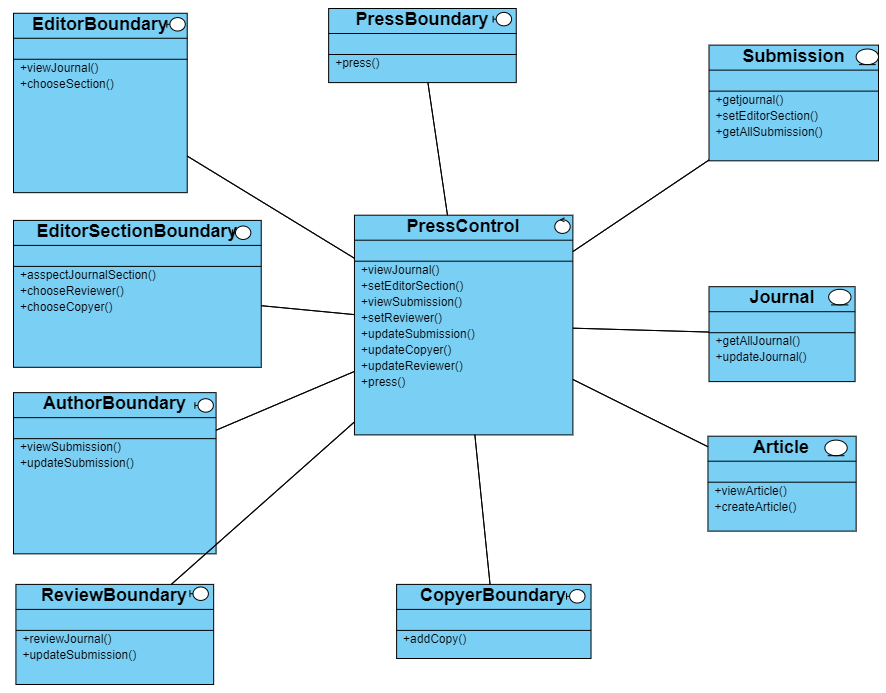 EditorBoundary
+viewJournal()
+chooseSection()
PressBoundary
+press()
Submission
+getjournal()
+setEditorSection()
+getAllSubmission()
EditorSectionBoundary
+asspectJournalSection()
+chooseReviewer()
+chooseCopyer()
PressControl
+viewJournal()
+setEditorSection()
+viewSubmission()
+setReviewer()
+updateSubmission()
+updateCopyer()
+updateReviewer()
+press()
Journal
+getAllJournal()
+updateJournal()
AuthorBoundary
+viewSubmission()
+updateSubmission()
Article
+viewArticle()
+createArticle()
ReviewBoundary
+reviewJournal()
+updateSubmission()
CopyerBoundary
+addCopy()